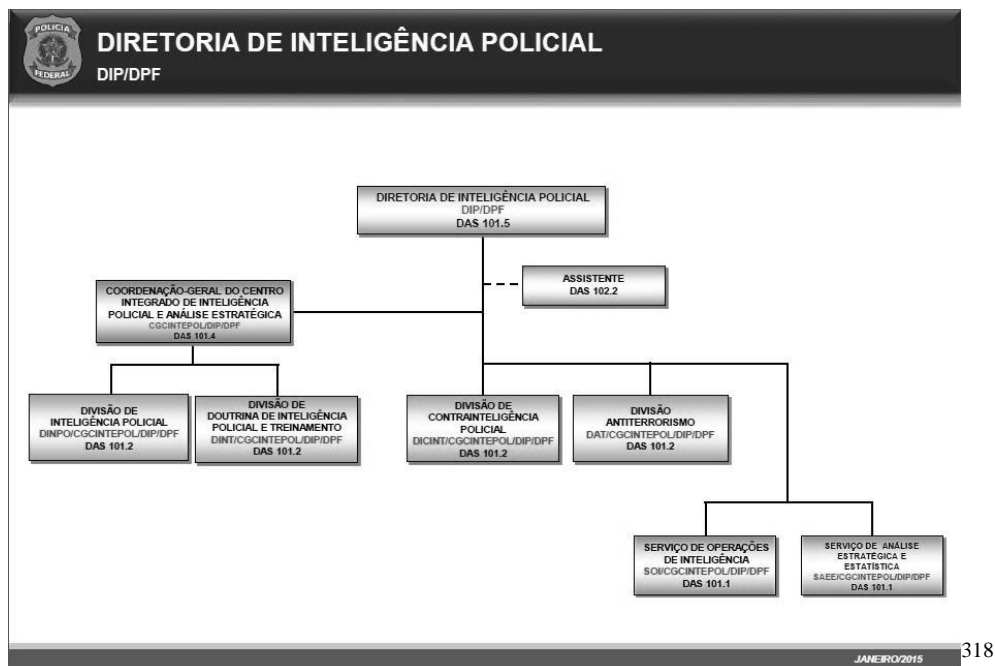 POLICIA
FEDERAL
DIRETORIA DE INTELIGÊNCIA POLICIAL
DIP/DPF
DIRETORIA DE INTELIGÊNCIA POLICIAL
DIP/DPF
DAS 101.5
ASSISTENTE
DAS 102.2
COORDENAÇÃO-GERAL DO CENTRO
INTEGRADO DE INTELIGÊNCIA
POLICIAL E ANÁLISE ESTRATÉGICA
CGCINTEPOL/DIP/DPF
DAS 101.4
DIVISÃO DE
INTELIGÊNCIA POLICIAL
DINPO/CGCINTEPOL/DIP/DPF
DAS 101.2
DIVISÃO DE
DOUTRINA DE INTELIGÊNCIA
POLICIAL E TREINAMENTO
DINT/CGCINTEPOL/DIP/DPF
DAS 101.2
DIVISÃO DE
CONTRAINTELIGÊNCIA
POLICIAL
DICINT/CGCINTEPOL/DIP/DPF
DAS 101.2
DIVISÃO
ANTITERRORISMO
DAT/CGCINTEPOL/DIP/DPF
DAS 101.2
SERVIÇO DE OPERAÇÕES
DE INTELIGÊNCIA
SOI/CGCINTEPOL/DIP/DPF
DAS 101.1
SERVIÇO DE ANÁLISE
ESTRATÉGICA E
ESTATÍSTICA
SAEE/CGCINTEPOL/DIP/DPF
DAS 101.1
JANEIRO/2015
318